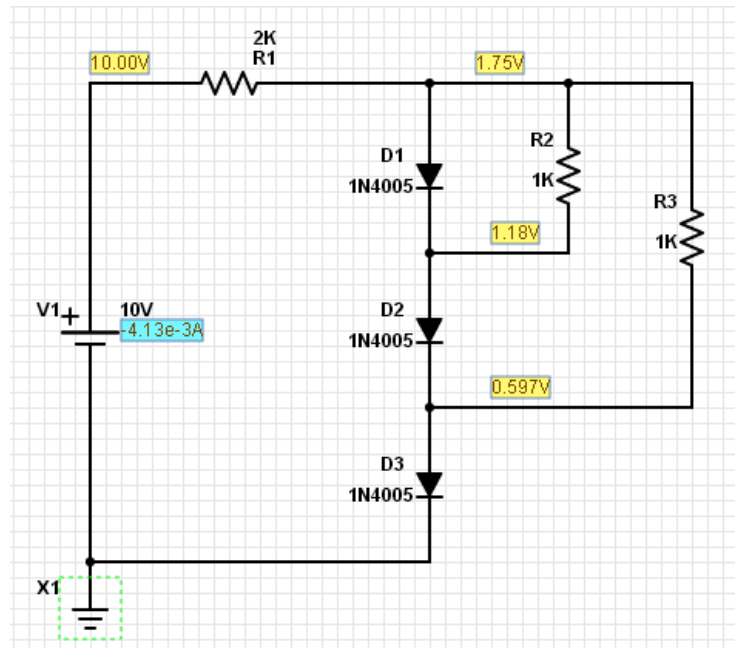 2K
R1
10.00V
1.75V
R2
1K
D1
1N4005
R3
1K
1.18V
V1
+
10V
-4.13e-3A
D2
1N4005
0.597V
D3
1N4005
X1